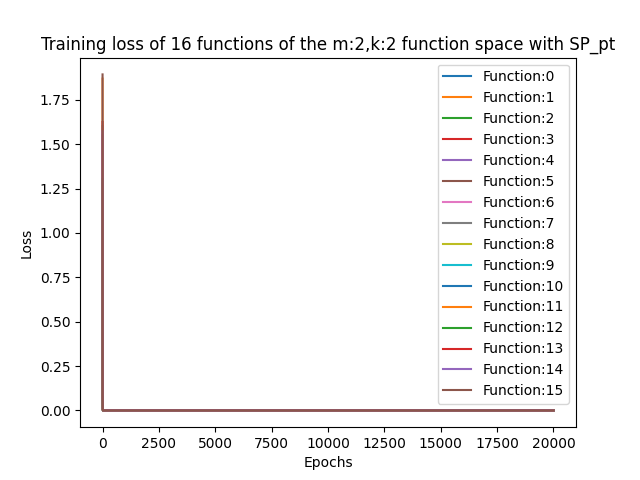 Training loss of 16 functions of the m:2,k:2 function space with SP_pt
Function:0
Function:1
Function:2
Function:3
Function:4
Function:5
Function:6
Function:7
Function:8
Function:9
Function:10
Function:11
Function:12
Function:13
Function:14
Function:15
Loss
1.75
1.50
1.25
1.00
0.75
0.50
0.25
0.00
0 2500 5000 7500 10000 12500 15000 17500 20000
Epochs